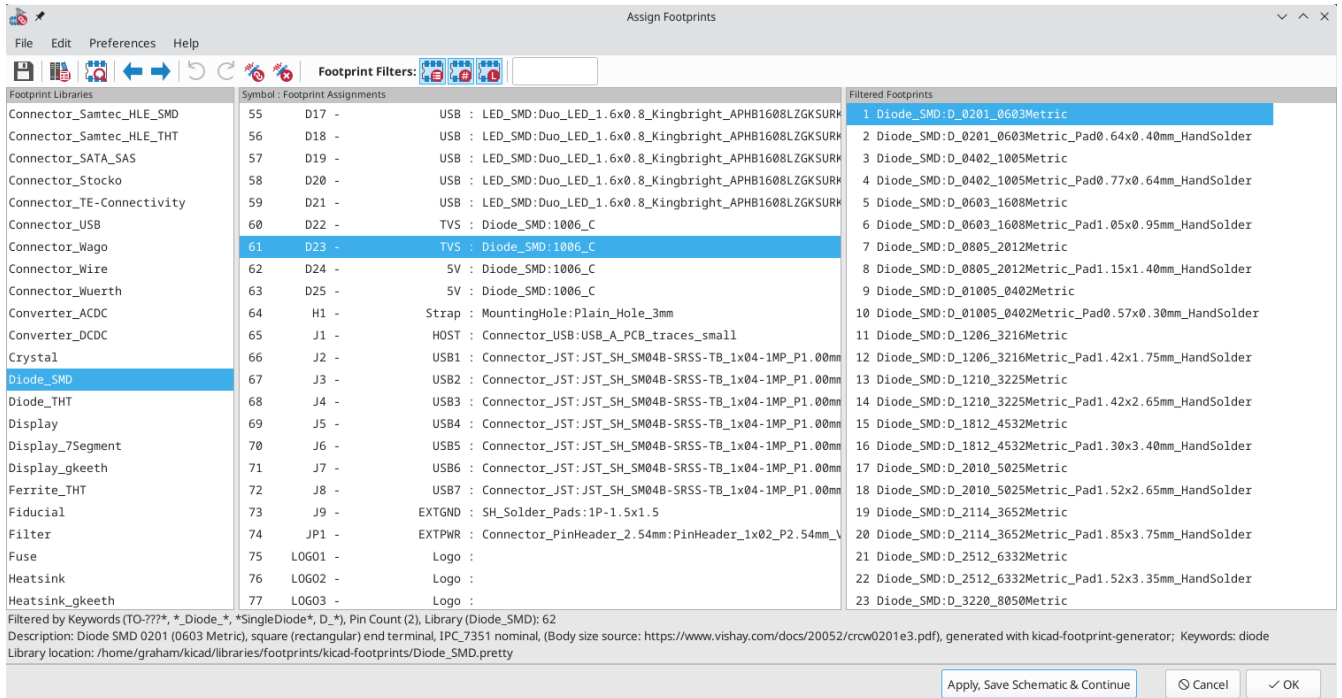 Assign Footprints
File Edit Preferences Help
Footprint Filters:
Footprint Libraries
Connector_Samtec_HLE_SMD
Connector_Samtec_HLE_THT
Connector_SATA_SAS
Connector_Stocko
Connector_TE-Connectivity
Connector_USB
Connector_Wago
Connector_Wire
Connector_Wuerth
Converter_ACDC
Converter_DCDC
Crystal
Diode_SMD
Diode_THT
Display
Display_7Segment
Display_gkeeth
Ferrite_THT
Fiducial
Filter
Fuse
Heatsink
Heatsink_gkeeth
Symbol : Footprint Assignments
55 D17 - USB : LED_SMD:Duo_LED_1.6x0.8_Kingbright_APHB1608LZGKSURK
56 D18 - USB : LED_SMD:Duo_LED_1.6x0.8_Kingbright_APHB1608LZGKSURK
57 D19 - USB : LED_SMD:Duo_LED_1.6x0.8_Kingbright_APHB1608LZGKSURK
58 D20 - USB : LED_SMD:Duo_LED_1.6x0.8_Kingbright_APHB1608LZGKSURK
59 D21 - USB : LED_SMD:Duo_LED_1.6x0.8_Kingbright_APHB1608LZGKSURK
60 D22 - TVS : Diode_SMD:1006_C
61 D23 - TVS : Diode_SMD:1006_C
62 D24 - 5V : Diode_SMD:1006_C
63 D25 - 5V : Diode_SMD:1006_C
64 H1 - Strap : MountingHole:Plain_Hole_3mm
65 J1 - HOST : Connector_USB:USB_A_PCB_traces_small
66 J2 - USB1 : Connector_JST:JST_SH_SM04B-SRSS-TB_1x04-1MP_P1.00mm
67 J3 - USB2 : Connector_JST:JST_SH_SM04B-SRSS-TB_1x04-1MP_P1.00mm
68 J4 - USB3 : Connector_JST:JST_SH_SM04B-SRSS-TB_1x04-1MP_P1.00mm
69 J5 - USB4 : Connector_JST:JST_SH_SM04B-SRSS-TB_1x04-1MP_P1.00mm
70 J6 - USB5 : Connector_JST:JST_SH_SM04B-SRSS-TB_1x04-1MP_P1.00mm
71 J7 - USB6 : Connector_JST:JST_SH_SM04B-SRSS-TB_1x04-1MP_P1.00mm
72 J8 - USB7 : Connector_JST:JST_SH_SM04B-SRSS-TB_1x04-1MP_P1.00mm
73 J9 - EXTGND : SH_Solder_Pads:1P-1.5x1.5
74 JP1 - EXTPWR : Connector_PinHeader_2.54mm:PinHeader_1x02_P2.54mm_V
75 LOGO1 - Logo :
76 LOGO2 - Logo :
77 LOGO3 - Logo :
Filtered Footprints
1 Diode_SMD:D_0201_0603Metric
2 Diode_SMD:D_0201_0603Metric_Pad0.64x0.40mm_HandSolder
3 Diode_SMD:D_0402_1005Metric
4 Diode_SMD:D_0402_1005Metric_Pad0.77x0.64mm_HandSolder
5 Diode_SMD:D_0603_1608Metric
6 Diode_SMD:D_0603_1608Metric_Pad1.05x0.95mm_HandSolder
7 Diode_SMD:D_0805_2012Metric
8 Diode_SMD:D_0805_2012Metric_Pad1.15x1.40mm_HandSolder
9 Diode_SMD:D_01005_0402Metric
10 Diode_SMD:D_01005_0402Metric_Pad0.57x0.30mm_HandSolder
11 Diode_SMD:D_1206_3216Metric
12 Diode_SMD:D_1206_3216Metric_Pad1.42x1.75mm_HandSolder
13 Diode_SMD:D_1210_3225Metric
14 Diode_SMD:D_1210_3225Metric_Pad1.42x2.65mm_HandSolder
15 Diode_SMD:D_1812_4532Metric
16 Diode_SMD:D_1812_4532Metric_Pad1.30x3.40mm_HandSolder
17 Diode_SMD:D_2010_5025Metric
18 Diode_SMD:D_2010_5025Metric_Pad1.52x2.65mm_HandSolder
19 Diode_SMD:D_2114_3652Metric
20 Diode_SMD:D_2114_3652Metric_Pad1.85x3.75mm_HandSolder
21 Diode_SMD:D_2512_6332Metric
22 Diode_SMD:D_2512_6332Metric_Pad1.52x3.35mm_HandSolder
23 Diode_SMD:D_3220_8050Metric
Filtered by Keywords (TO-???*, *_Diode_*, *SingleDiode*, D_*), Pin Count (2), Library (Diode_SMD): 62
Description: Diode SMD 0201 (0603 Metric), square (rectangular) end terminal, IPC_7351 nominal, (Body size source: https://www.vishay.com/docs/20052/crcw0201e3.pdf), generated with kicad-footprint-generator; Keywords: diode
Library location: /home/graham/kicad/libraries/footprints/kicad-footprints/Diode_SMD.pretty
Apply, Save Schematic & Continue
Cancel
OK